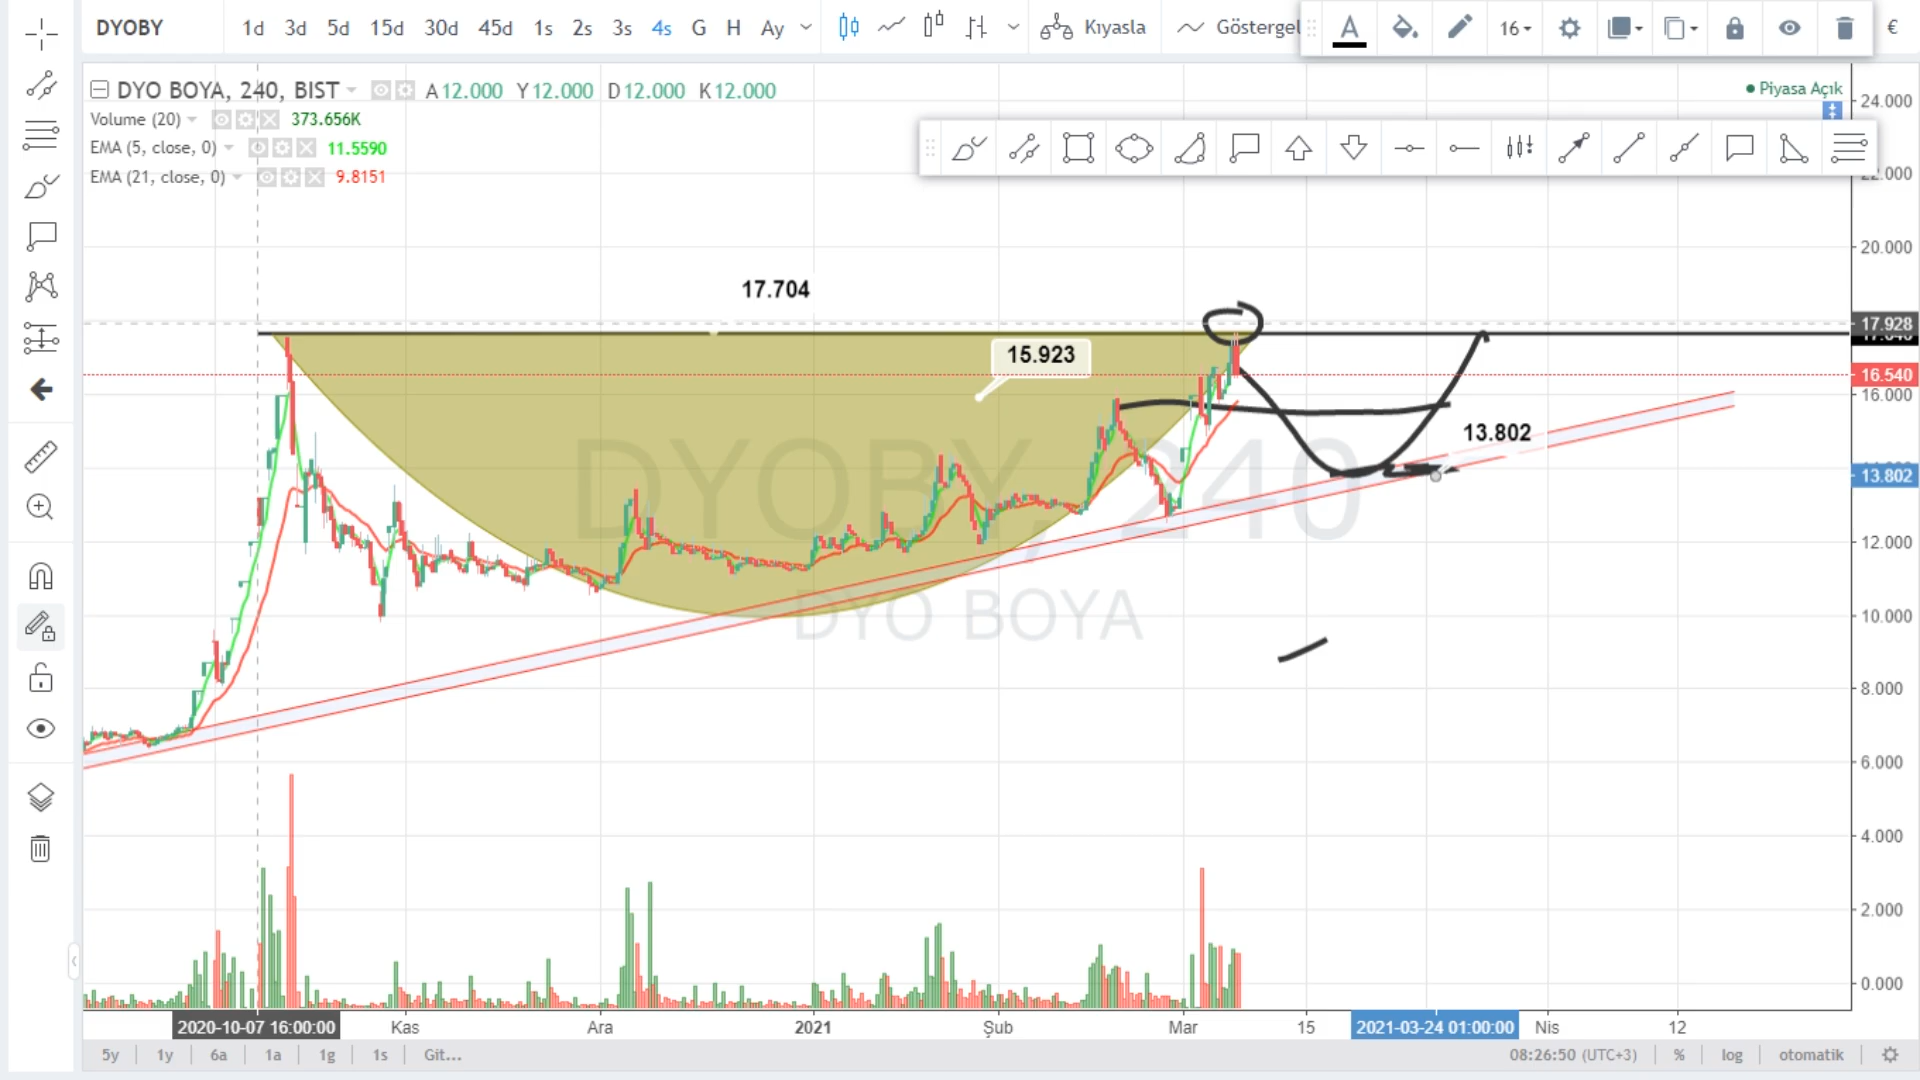 DYOBY 1d 3d 5d 15d 30d 45d 1s 2s 3s 4s G H Ay Kıyasla Göstergel A 16 €
DYO BOYA, 240, BIST A 12.000 Y 12.000 D 12.000 K 12.000
Piyasa Açık
Volume (20) 373.656K
EMA (5, close, 0) 11.5590
EMA (21, close, 0) 9.8151
24.000
20.000
17.704
17.928
15.923
16.540
16.000
13.802
13.802
DYOBY, 240
12.000
DYO BOYA
10.000
8.000
6.000
4.000
2.000
0.000
2020-10-07 16:00:00 Kas Ara 2021 Şub Mar 15 2021-03-24 01:00:00 Nis 12
5y 1y 6a 1a 1g 1s Git... 08:26:50 (UTC+3) % log otomatik